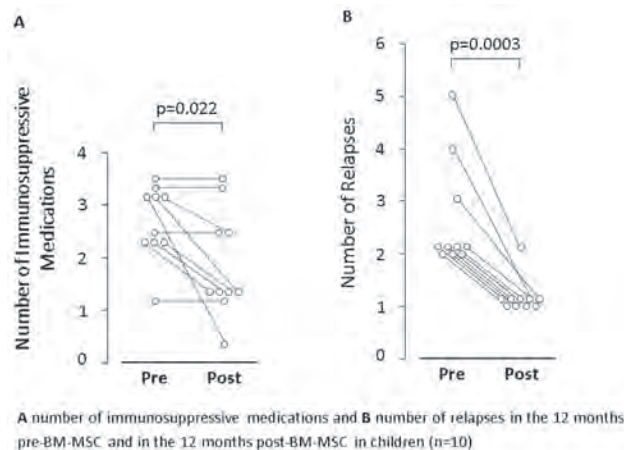 A
B
p=0.022
p=0.0003
Number of Immunosuppressive
Medications
4
3
2
1
0
Pre
Post
Number of Relapses
6
5
4
3
2
1
0
Pre
Post
A number of immunosuppressive medications and B number of relapses in the 12 months
pre-BM-MSC and in the 12 months post-BM-MSC in children (n=10)